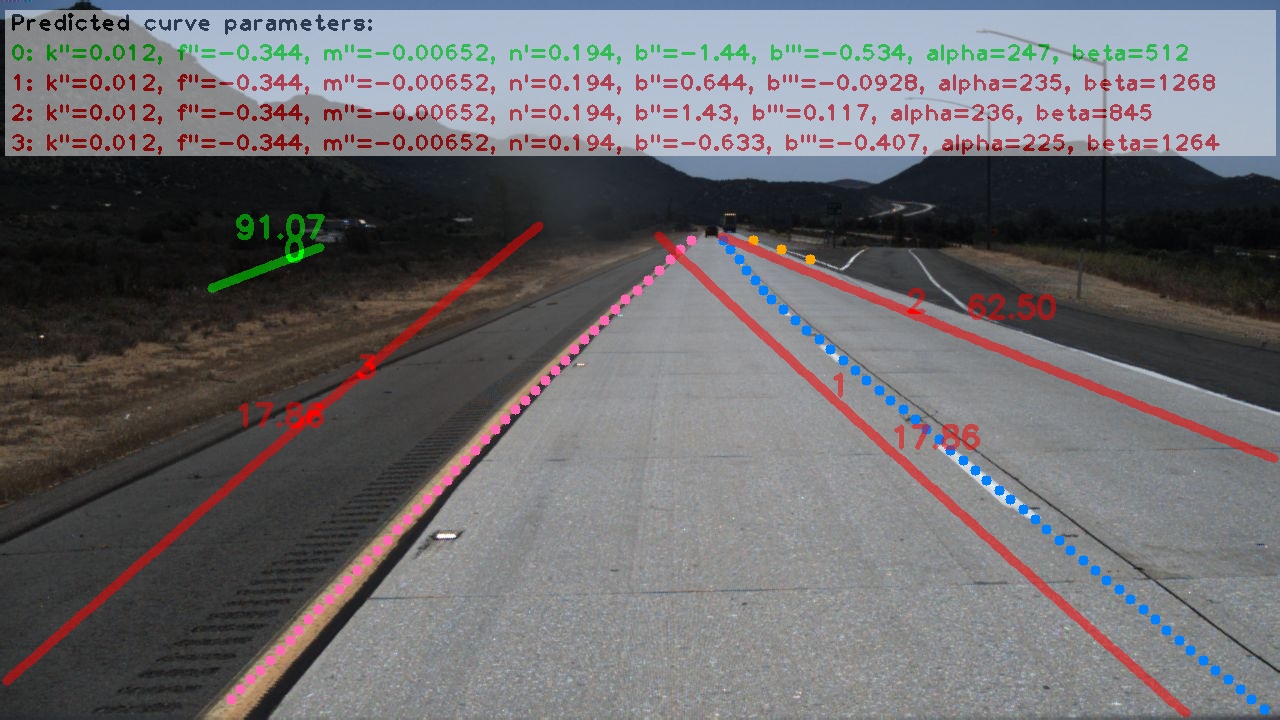 Predicted curve parameters:
0: k''=0.012, f''=−0.344, m''=−0.00652, n'=0.194, b''=−1.44, b'''=−0.534, alpha=247, beta=512
1: k''=0.012, f''=−0.344, m''=−0.00652, n'=0.194, b''=0.644, b'''=−0.0928, alpha=235, beta=1268
2: k''=0.012, f''=−0.344, m''=−0.00652, n'=0.194, b''=1.43, b'''=0.117, alpha=236, beta=845
3: k''=0.012, f''=−0.344, m''=−0.00652, n'=0.194, b''=−0.633, b'''=−0.407, alpha=225, beta=1264
91.07
0
2 62.50
3
1
17.86
17.86